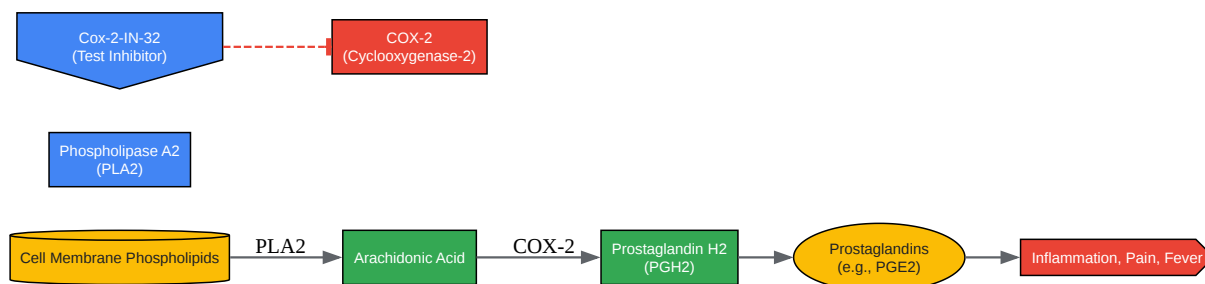 Cox-2-IN-32
(Test Inhibitor)
COX-2
(Cyclooxygenase-2)
Phospholipase A2
(PLA2)
Cell Membrane Phospholipids
PLA2
Arachidonic Acid
COX-2
Prostaglandin H2
(PGH2)
Prostaglandins
(e.g., PGE2)
Inflammation, Pain, Fever